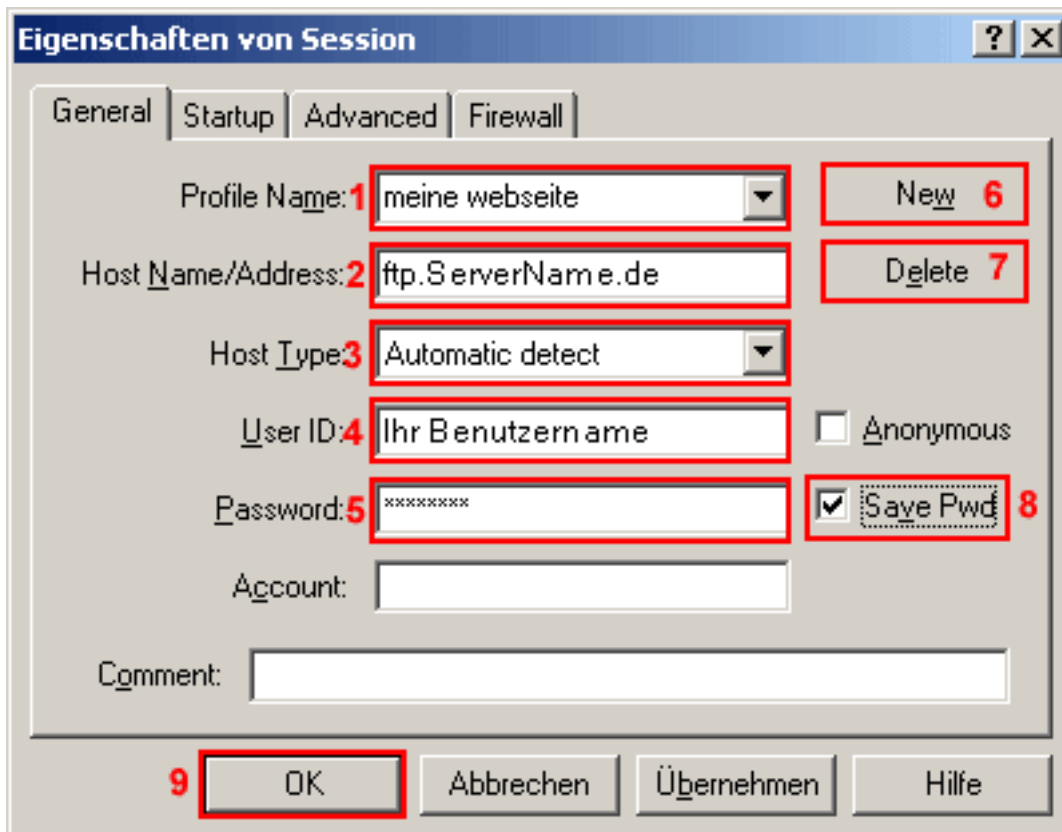 Eigenschaften von Session
General Startup Advanced Firewall
Profile Name: 1 meine webseite New 6
Host Name/Address: 2 ftp.ServerName.de Delete 7
Host Type: 3 Automatic detect
User ID: 4 Ihr Benutzername Anonymous
Password: 5 ******** Save Pwd 8
Account:
Comment:
9 OK Abbrechen Übernehmen Hilfe